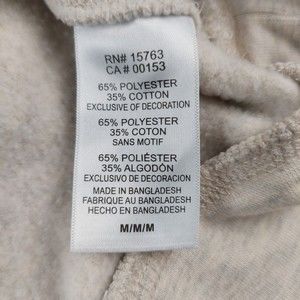 RN# 15763
CA# 00153
65% POLYESTER
35% COTTON
EXCLUSIVE OF DECORATION
65% POLYESTER
35% COTON
SANS MOTIF
65% POLIÉSTER
35% ALGODÓN
EXCLUSIVO DE DECORACIÓN
MADE IN BANGLADESH
FABRIQUE AU BANGLADESH
HECHO EN BANGLADESH
M/M/M